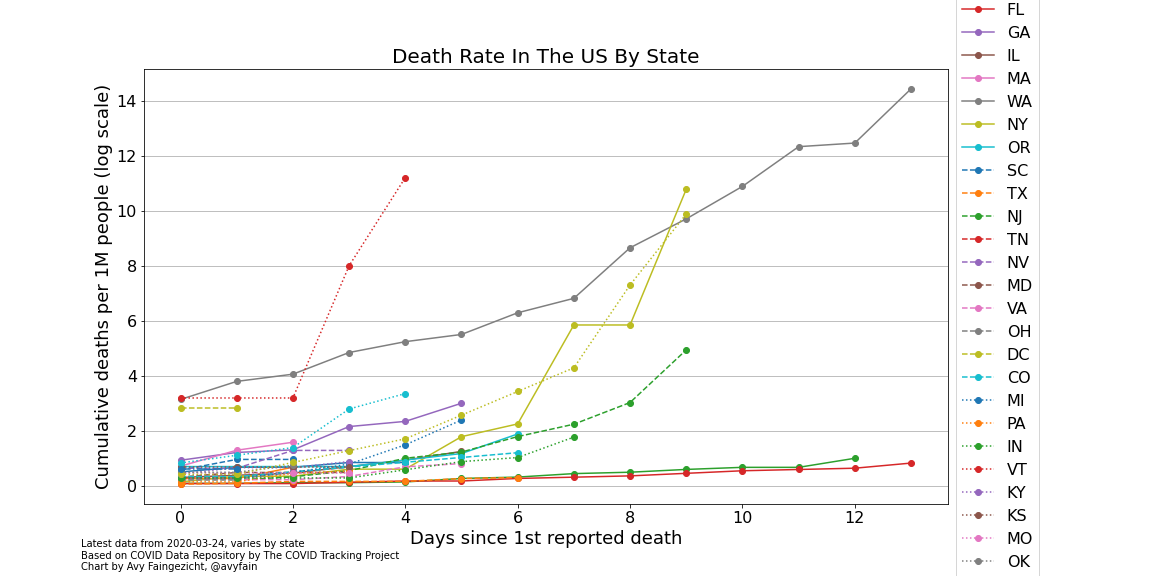 Death Rate In The US By State
Cumulative deaths per 1M people (log scale)
14
12
10
8
6
4
2
0
0 2 4 6 8 10 12
Days since 1st reported death
Latest data from 2020-03-24, varies by state
Based on COVID Data Repository by The COVID Tracking Project
Chart by Avy Faingezicht, @avyfain
FL
GA
IL
MA
WA
NY
OR
SC
TX
NJ
TN
NV
MD
VA
OH
DC
CO
MI
PA
IN
VT
KY
KS
MO
OK